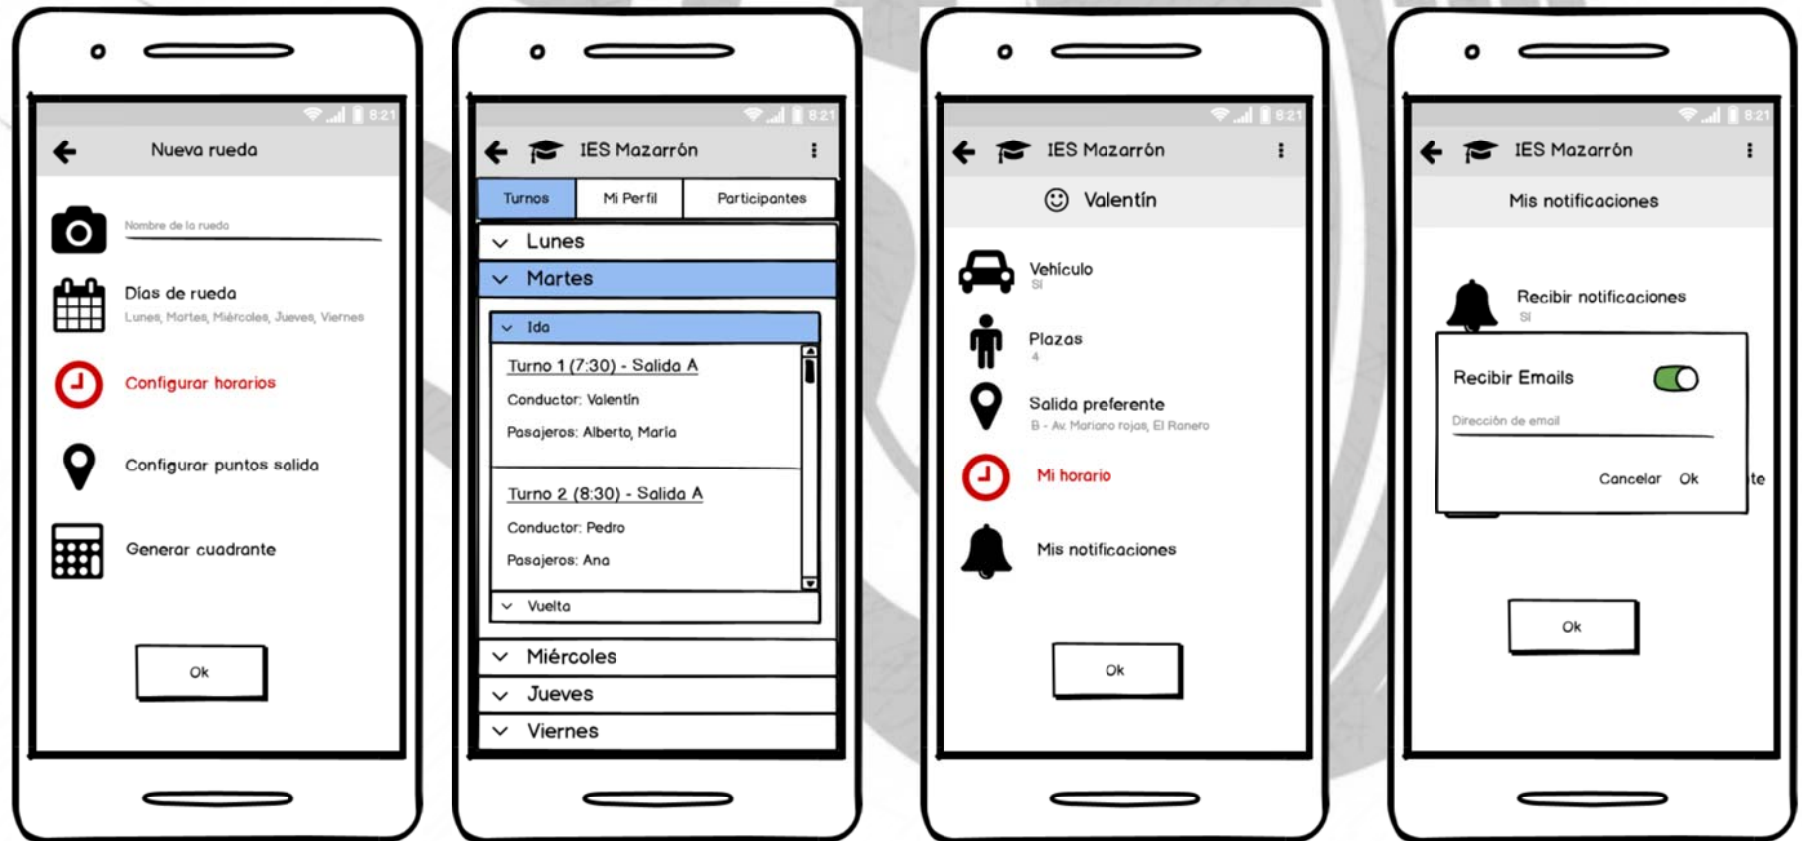 8:21
Nueva rueda
Nombre de la rueda
Días de rueda
Lunes, Martes, Miércoles, Jueves, Viernes
Configurar horarios
Configurar puntos salida
Generar cuadrante
Ok
8:21
IES Mazarrón
Turnos Mi Perfil Participantes
Lunes
Martes
Ida
Turno 1 (7:30) - Salida A
Conductor: Valentín
Pasajeros: Alberto, María
Turno 2 (8:30) - Salida A
Conductor: Pedro
Pasajeros: Ana
Vuelta
Miércoles
Jueves
Viernes
8:21
IES Mazarrón
Valentín
Vehículo
SI
Plazas
4
Salida preferente
B - Av. Mariano rojas, El Ranero
Mi horario
Mis notificaciones
Ok
8:21
IES Mazarrón
Mis notificaciones
Recibir notificaciones
SI
Recibir Emails
Dirección de email
Cancelar Ok
te
Ok